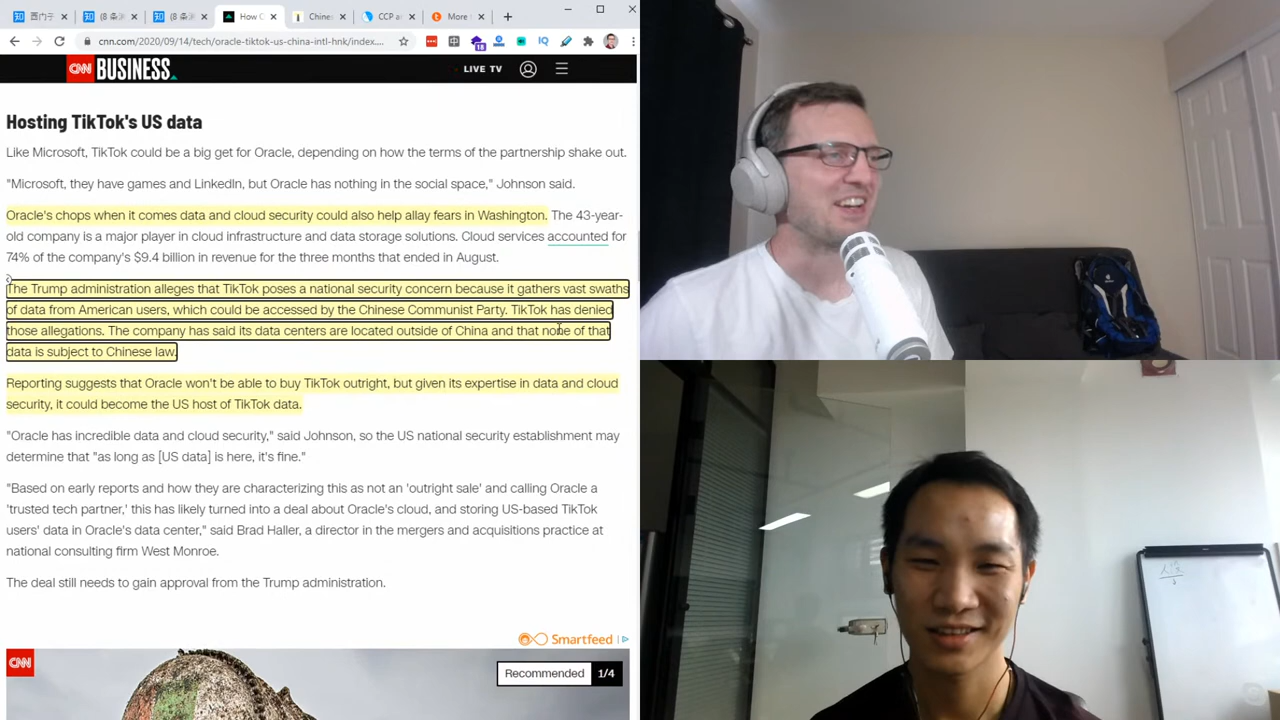 (8 条消
(8 条消
How C
Chines
CCP a
More
cnn.com/2020/09/14/tech/oracle-tiktok-us-china-intl-hnk/index....
18
IQ
CNN BUSINESS
LIVE TV
Hosting TikTok's US data
Like Microsoft, TikTok could be a big get for Oracle, depending on how the terms of the partnership shake out.
"Microsoft, they have games and LinkedIn, but Oracle has nothing in the social space," Johnson said.
Oracle's chops when it comes data and cloud security could also help allay fears in Washington. The 43-year-
old company is a major player in cloud infrastructure and data storage solutions. Cloud services accounted for
74% of the company's $9.4 billion in revenue for the three months that ended in August.
The Trump administration alleges that TikTok poses a national security concern because it gathers vast swaths
of data from American users, which could be accessed by the Chinese Communist Party. TikTok has denied
those allegations. The company has said its data centers are located outside of China and that none of that
data is subject to Chinese law.
Reporting suggests that Oracle won't be able to buy TikTok outright, but given its expertise in data and cloud
security, it could become the US host of TikTok data.
"Oracle has incredible data and cloud security," said Johnson, so the US national security establishment may
determine that "as long as [US data] is here, it's fine."
"Based on early reports and how they are characterizing this as not an 'outright sale' and calling Oracle a
'trusted tech partner,' this has likely turned into a deal about Oracle's cloud, and storing US-based TikTok
users' data in Oracle's data center," said Brad Haller, a director in the mergers and acquisitions practice at
national consulting firm West Monroe.
The deal still needs to gain approval from the Trump administration.
Smartfeed
CNN
Recommended 1/4